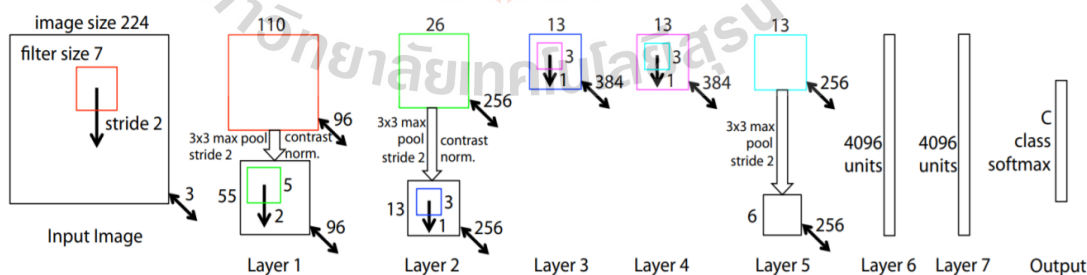 image size 224
filter size 7
stride 2
3
Input Image
110
96
3x3 max pool
stride 2
contrast
norm.
55
5
2
96
Layer 1
26
256
3x3 max
pool
stride 2
contrast
norm.
13
3
1
256
Layer 2
13
3
1
384
Layer 3
13
3
1
384
Layer 4
13
256
3x3 max
pool
stride 2
6
256
Layer 5
4096
units
Layer 6
4096
units
Layer 7
C
class
softmax
Output